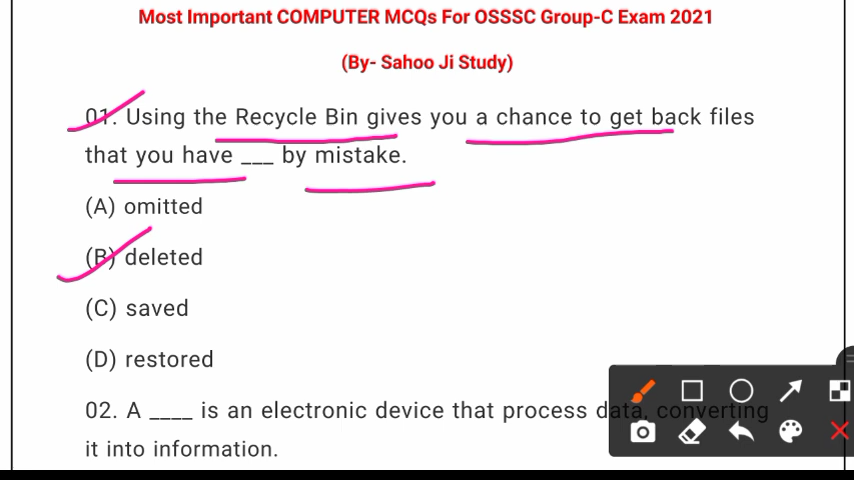 Most Important COMPUTER MCQs For OSSSC Group-C Exam 2021
(By- Sahoo Ji Study)
01. Using the Recycle Bin gives you a chance to get back files
that you have ___ by mistake.
(A) omitted
(B) deleted
(C) saved
(D) restored
02. A ____ is an electronic device that process data, converting
it into information.